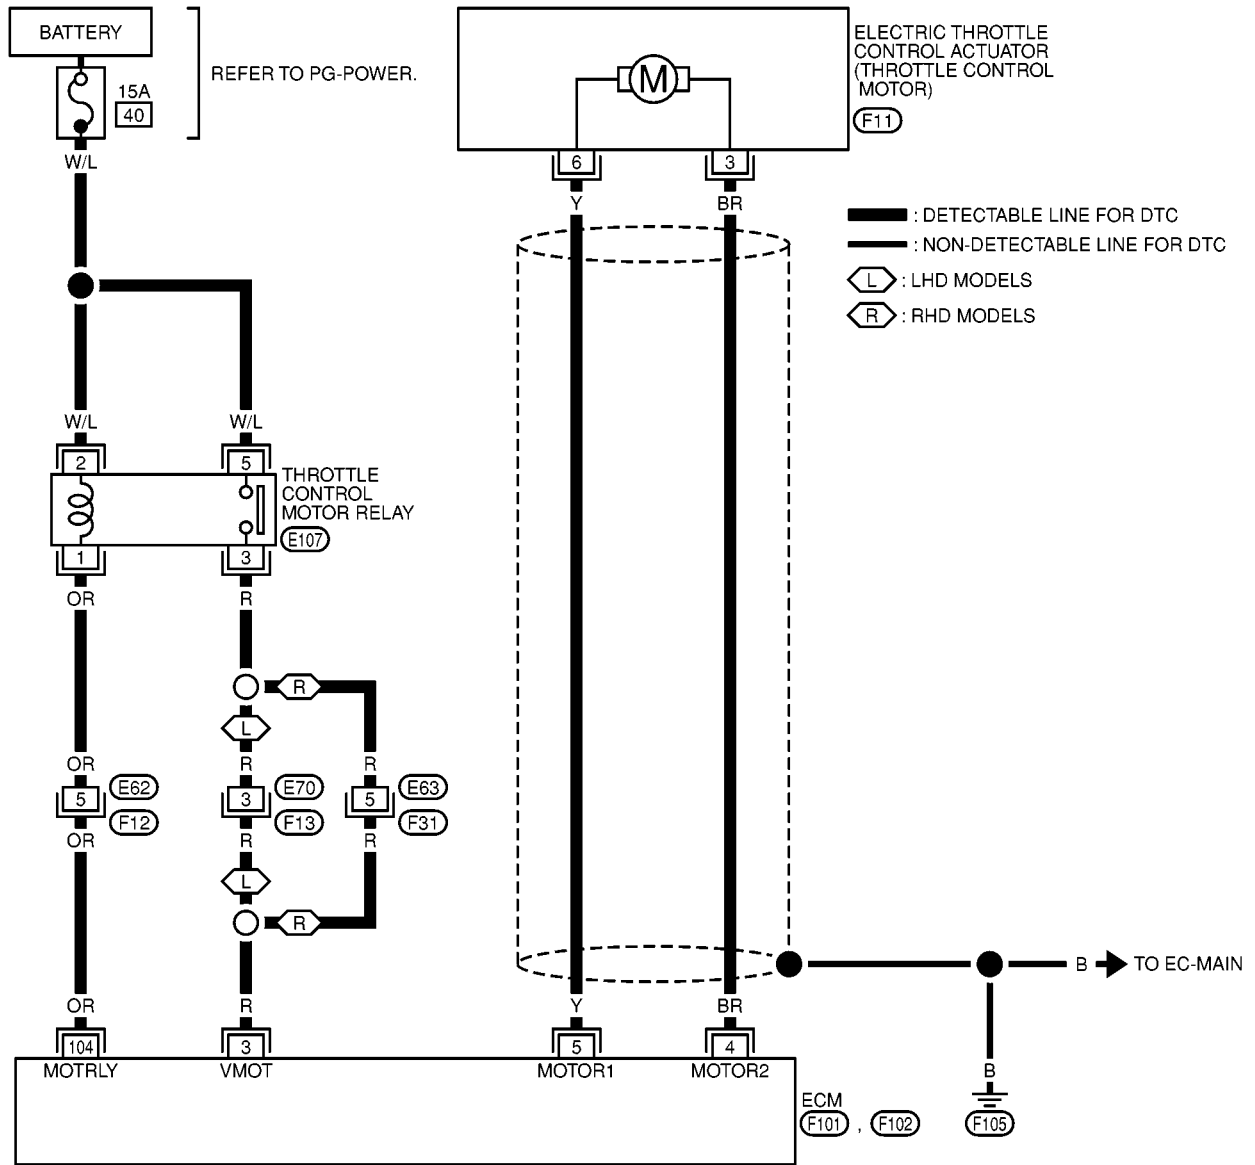 BATTERY
15A
40
REFER TO PG-POWER.
W/L
M
ELECTRIC THROTTLE
CONTROL ACTUATOR
(THROTTLE CONTROL
MOTOR)
F11
6
3
Y
BR
: DETECTABLE LINE FOR DTC
: NON-DETECTABLE LINE FOR DTC
L : LHD MODELS
R : RHD MODELS
W/L
W/L
2
5
THROTTLE
CONTROL
MOTOR RELAY
E107
1
3
OR
R
R
L
OR
R
R
5
E62
F12
3
E70
F13
5
E63
F31
OR
R
R
L
R
B
TO EC-MAIN
OR
R
Y
BR
104
3
5
4
MOTRLY
VMOT
MOTOR1
MOTOR2
B
ECM
F101 , F102
F105